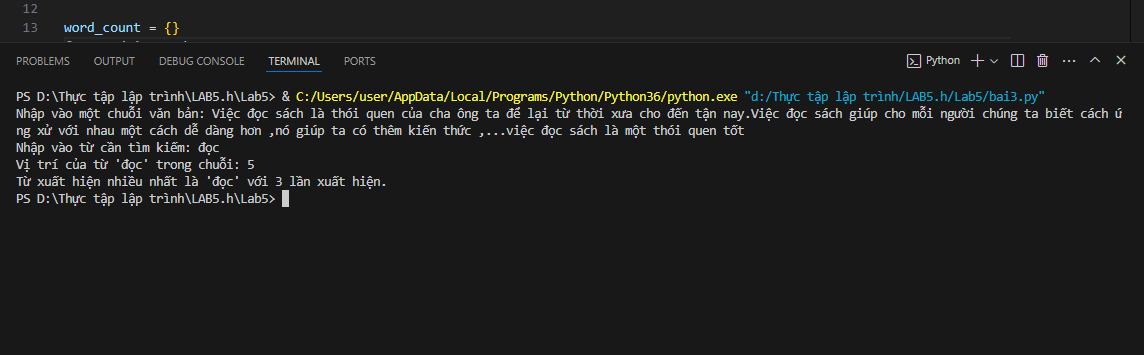 12
13 word_count = {}
PROBLEMS OUTPUT DEBUG CONSOLE TERMINAL PORTS Python
PS D:\Thực tập lập trình\LAB5.h\Lab5> & C:/Users/user/AppData/Local/Programs/Python/Python36/python.exe "d:/Thực tập lập trình/LAB5.h/Lab5/bai3.py"
Nhập vào một chuỗi văn bản: Việc đọc sách là thói quen của cha ông ta để lại từ thời xưa cho đến tận nay.Việc đọc sách giúp cho mỗi người chúng ta biết cách ứ
ng xử với nhau một cách dễ dàng hơn ,nó giúp ta có thêm kiến thức ,...việc đọc sách là một thói quen tốt
Nhập vào từ cần tìm kiếm: đọc
Vị trí của từ 'đọc' trong chuỗi: 5
Từ xuất hiện nhiều nhất là 'đọc' với 3 lần xuất hiện.
PS D:\Thực tập lập trình\LAB5.h\Lab5>